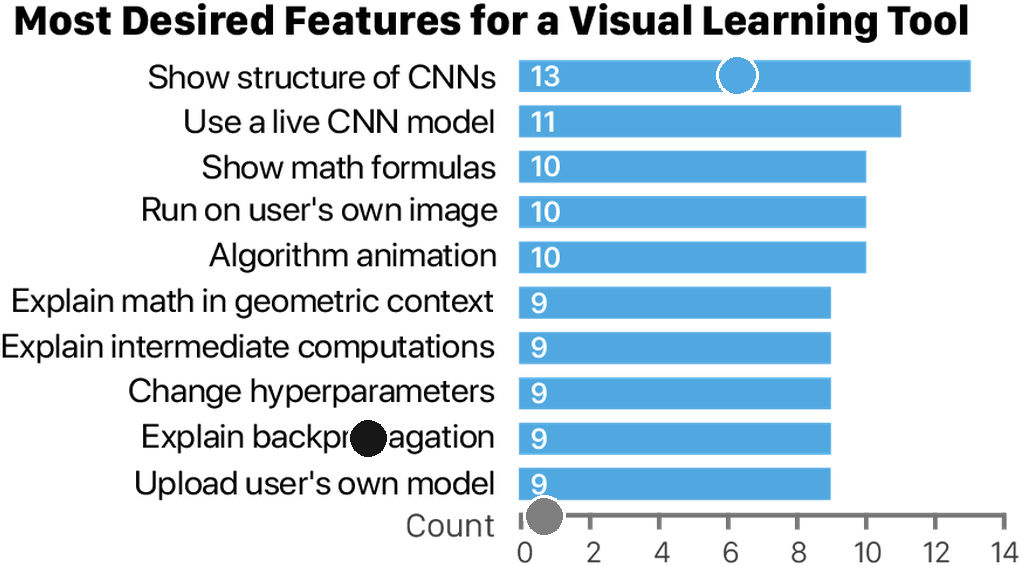 Most Desired Features for a Visual Learning Tool
Show structure of CNNs 13
Use a live CNN model 11
Show math formulas 10
Run on user's own image 10
Algorithm animation 10
Explain math in geometric context 9
Explain intermediate computations 9
Change hyperparameters 9
Explain 9
Upload user's own model 9
Count
0 2 4 6 8 10 12 14